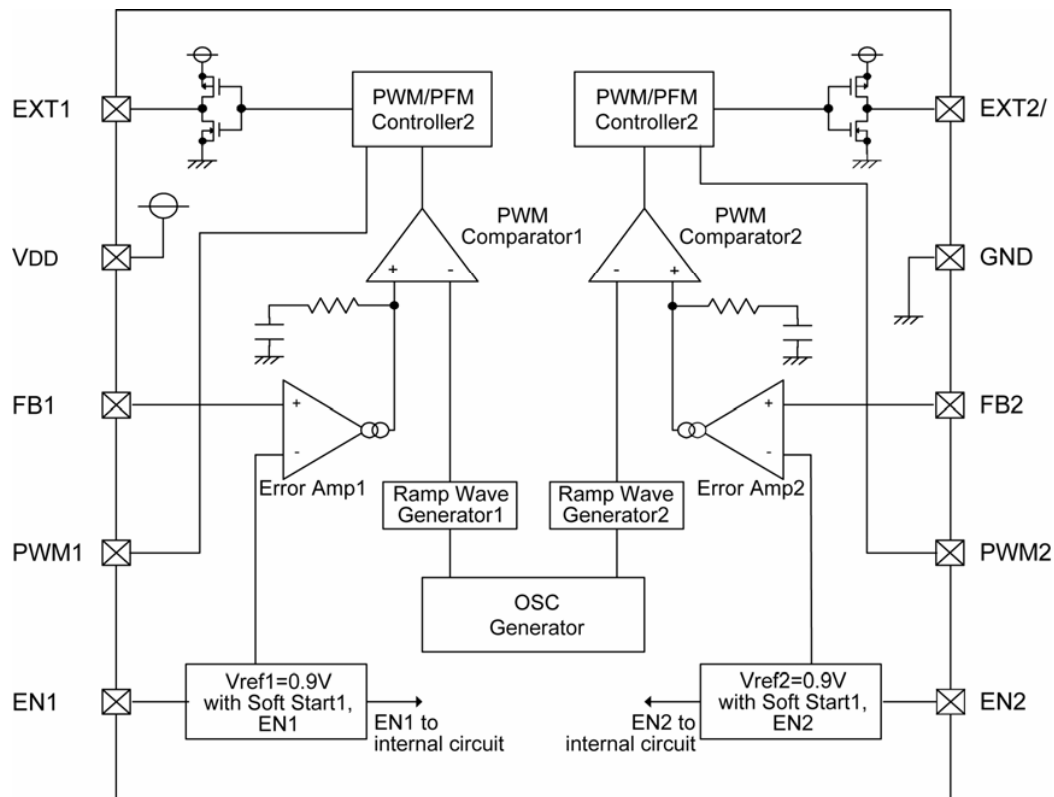 EXT1
PWM/PFM
Controller2
PWM/PFM
Controller2
EXT2/
VDD
PWM
Comparator1
PWM
Comparator2
GND
+ -
- +
FB1
+
-
Error Amp1
FB2
+
-
Error Amp2
Ramp Wave
Generator1
Ramp Wave
Generator2
PWM1
PWM2
OSC
Generator
EN1
Vref1=0.9V
with Soft Start1,
EN1
EN1 to
internal circuit
EN2 to
internal circuit
Vref2=0.9V
with Soft Start1,
EN2
EN2